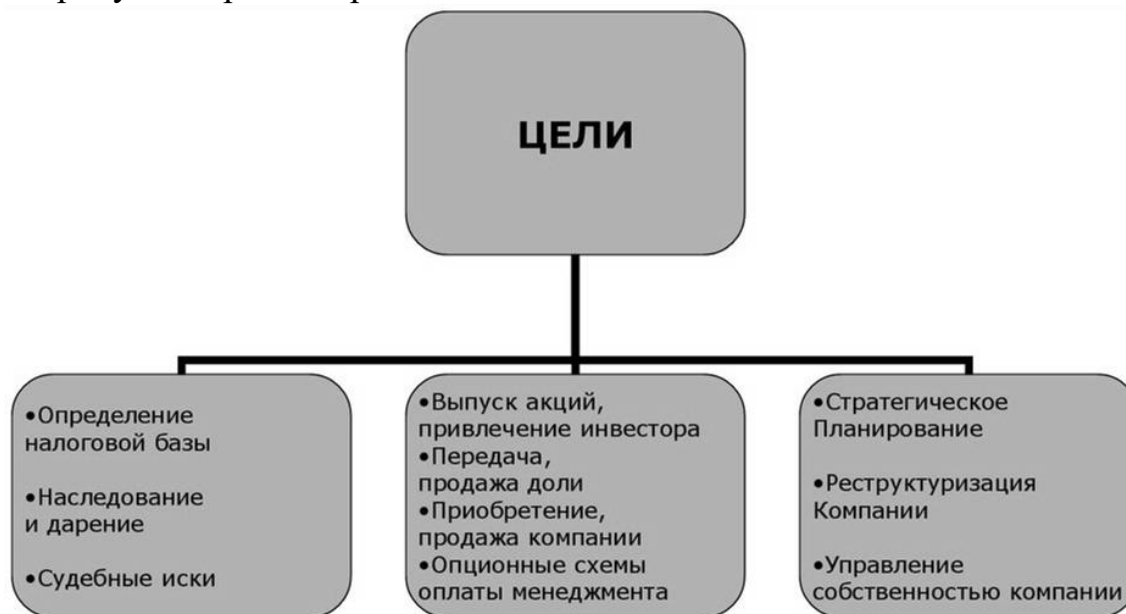 ЦЕЛИ
•Определение
налоговой базы
•Наследование
и дарение
•Судебные иски
•Выпуск акций,
привлечение инвестора
•Передача,
продажа доли
•Приобретение,
продажа компании
•Опционные схемы
оплаты менеджмента
•Стратегическое
Планирование
•Реструктуризация
Компании
•Управление
собственностью компании